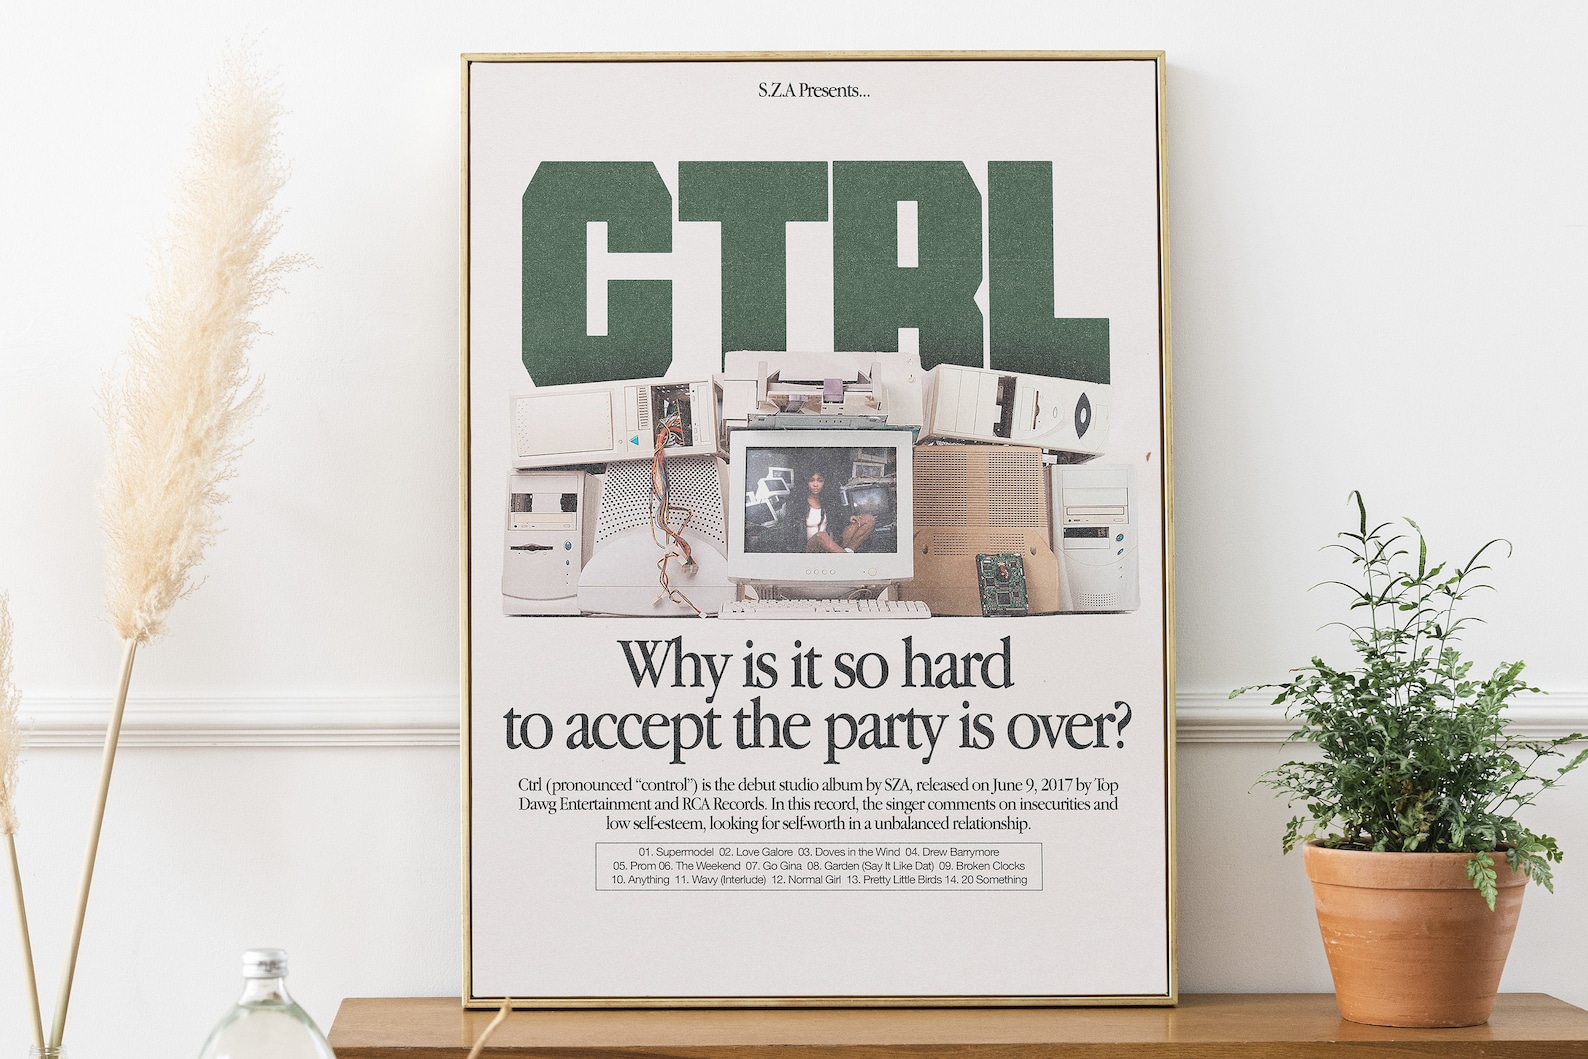 S.Z.A Presents...
CTRL
Why is it so hard
to accept the party is over?
Ctrl (pronounced “control”) is the debut studio album by SZA, released on June 9, 2017 by Top
Dawg Entertainment and RCA Records. In this record, the singer comments on insecurities and
low self-esteem, looking for self-worth in a unbalanced relationship.
01. Supermodel 02. Love Galore 03. Doves in the Wind 04. Drew Barrymore
05. Prom 06. The Weekend 07. Go Gina 08. Garden (Say It Like Dat) 09. Broken Clocks
10. Anything 11. Wavy (Interlude) 12. Normal Girl 13. Pretty Little Birds 14. 20 Something